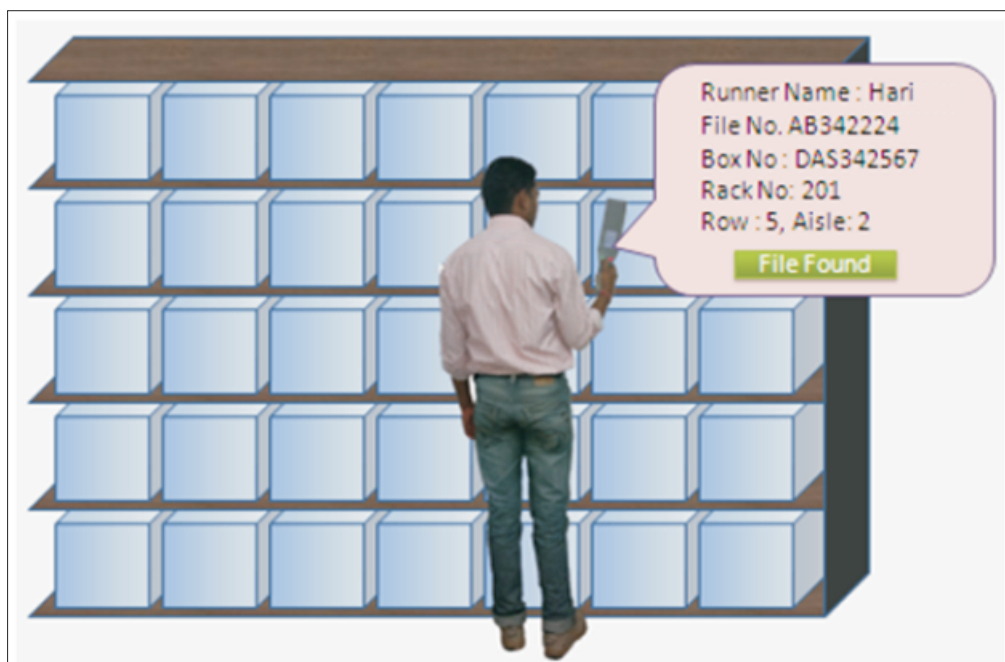 Runner Name : Hari
File No. AB342224
Box No : DAS342567
Rack No: 201
Row : 5, Aisle: 2
File Found